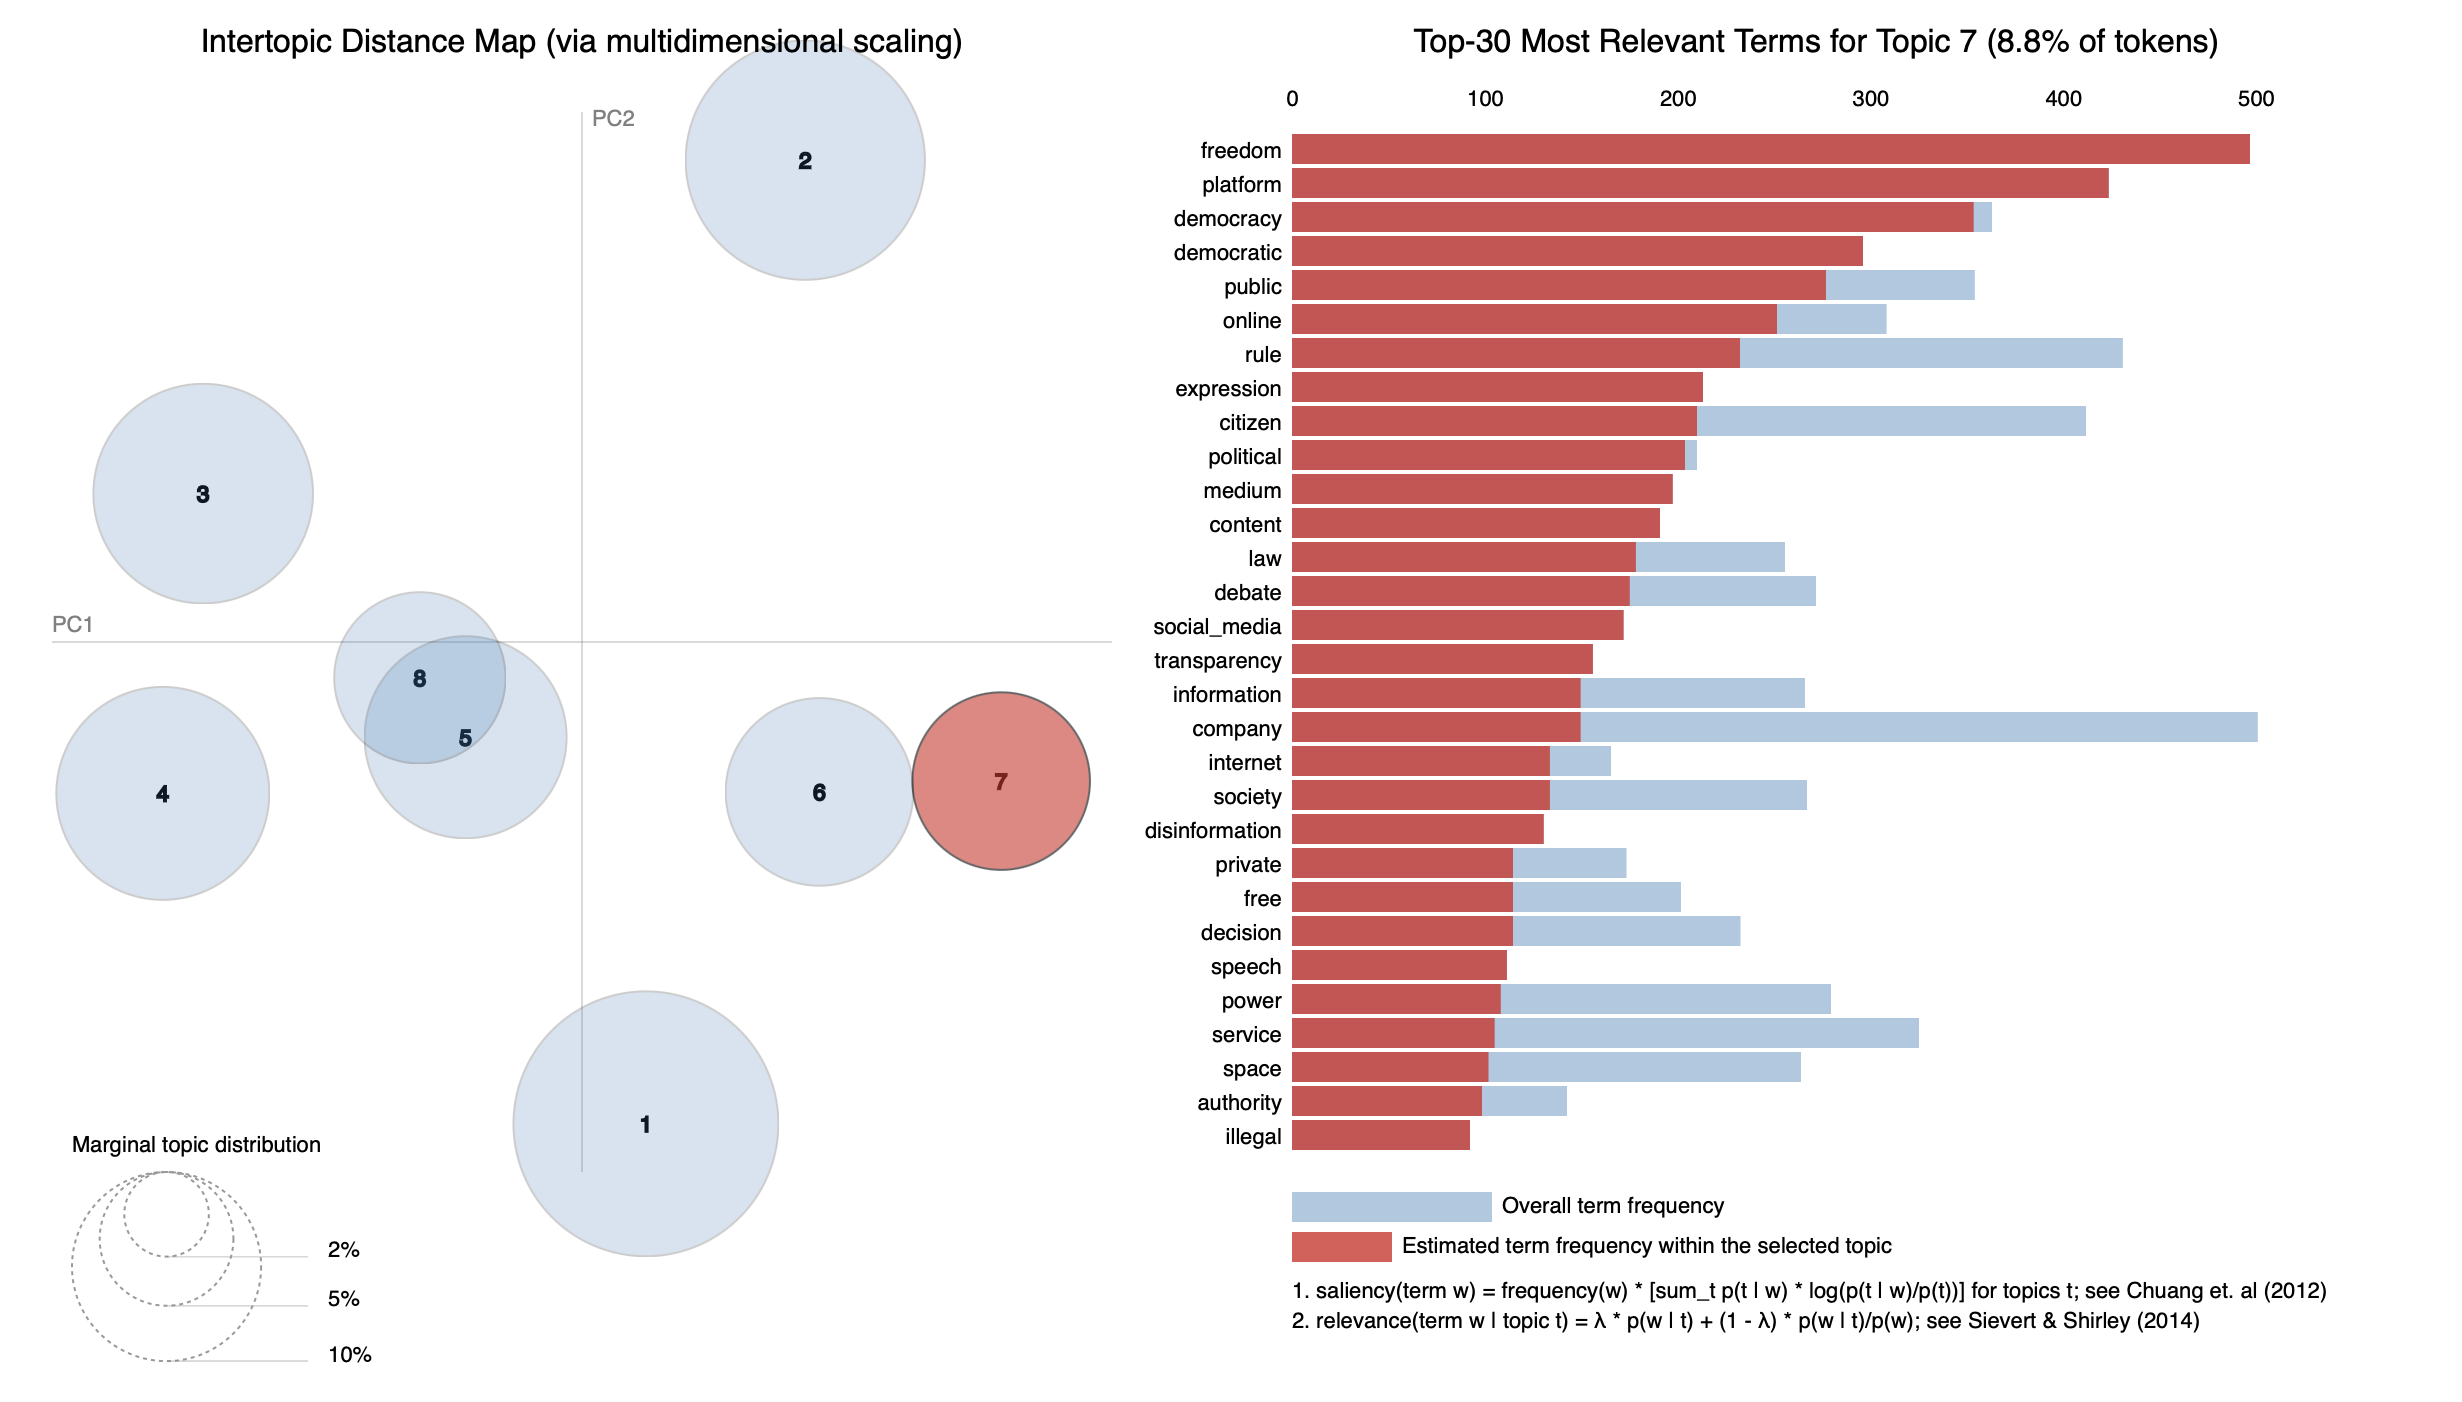 Intertopic Distance Map (via multidimensional scaling)
PC2
2
3
PC1
8
5
4
6
7
1
Marginal topic distribution
2%
5%
10%
Top-30 Most Relevant Terms for Topic 7 (8.8% of tokens)
0 100 200 300 400 500
freedom
platform
democracy
democratic
public
online
rule
expression
citizen
political
medium
content
law
debate
social_media
transparency
information
company
internet
society
disinformation
private
free
decision
speech
power
service
space
authority
illegal
Overall term frequency
Estimated term frequency within the selected topic
1. saliency(term w) = frequency(w) * [sum_t p(t | w) * log(p(t | w)/p(t))] for topics t; see Chuang et. al (2012)
2. relevance(term w | topic t) = λ * p(w | t) + (1 - λ) * p(w | t)/p(w); see Sievert & Shirley (2014)